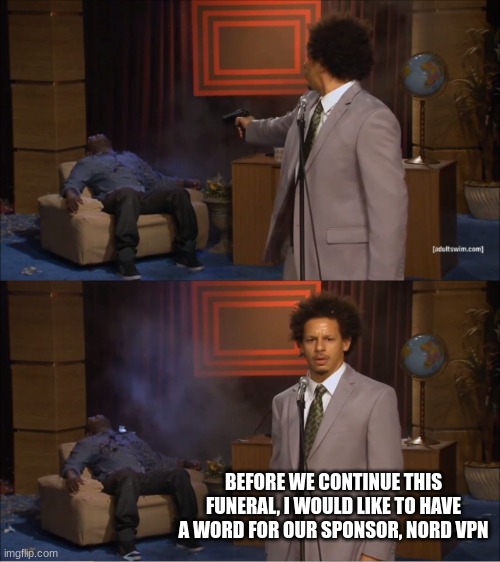 [adultswim.com]
BEFORE WE CONTINUE THIS
FUNERAL, I WOULD LIKE TO HAVE
A WORD FOR OUR SPONSOR, NORD VPN
imgflip.com